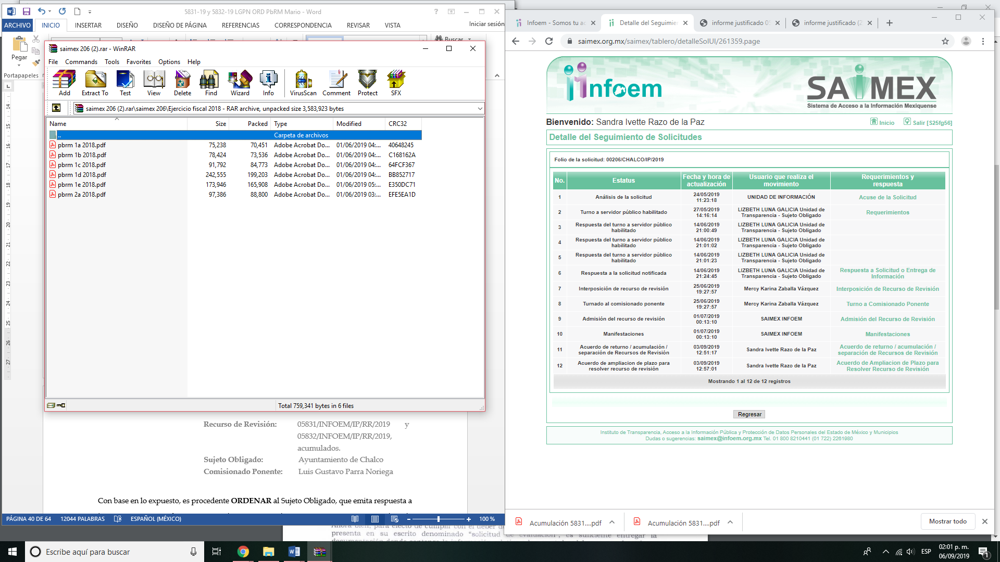 5831-19 y 5832-19 LGPN ORD PbRM Mario - Word
ARCHIVO INICIO INSERTAR DISEÑO DISEÑO DE PÁGINA REFERENCIAS CORRESPONDENCIA REVISAR VISTA Iniciar sesión
Pegar
Buscar
Portapapeles
saimex 206 (2).rar - WinRAR
File Commands Tools Favorites Options Help
Add Extract To Test View Delete Find Wizard Info VirusScan Comment Protect SFX
saimex 206 (2).rar\saimex 206\Ejercicio fiscal 2018 - RAR archive, unpacked size 3,583,923 bytes
Name Size Packed Type Modified CRC32
.. Carpeta de archivos
pbrm 1a 2018.pdf 75,238 70,451 Adobe Acrobat Do... 01/06/2019 04:... 40648245
pbrm 1b 2018.pdf 78,424 73,536 Adobe Acrobat Do... 01/06/2019 04:... C168162A
pbrm 1c 2018.pdf 91,792 84,773 Adobe Acrobat Do... 01/06/2019 04:... 64FCF367
pbrm 1d 2018.pdf 242,555 199,203 Adobe Acrobat Do... 01/06/2019 04:... BB852717
pbrm 1e 2018.pdf 173,946 165,908 Adobe Acrobat Do... 01/06/2019 05:... E350DC71
pbrm 2a 2018.pdf 97,386 88,800 Adobe Acrobat Do... 01/06/2019 03:... EFE5EA1D
Total 759,341 bytes in 6 files
14
15
16
17
18
19
20
21
22
23
24
25
26
27
Recurso de Revisión: 05831/INFOEM/IP/RR/2019 y
05832/INFOEM/IP/RR/2019,
acumulados.
Sujeto Obligado: Ayuntamiento de Chalco
Comisionado Ponente: Luis Gustavo Parra Noriega
Con base en lo expuesto, es procedente ORDENAR al Sujeto Obligado, que emita respuesta a
PÁGINA 40 DE 64 12044 PALABRAS ESPAÑOL (MÉXICO) 100 %
Ahora bien, para efecto de cumplir con el deber de
presenta en su escrito denominado "solicitud de evaluación", es suficiente entregar la
Infoem - Somos tu ac
Detalle del Seguimie
informe justificado 05
informe justificado (2
saimex.org.mx/saimex/tablero/detalleSolUI/261359.page
infoem
SAIMEX
Sistema de Acceso a la Información Mexiquense
Bienvenido: Sandra Ivette Razo de la Paz Inicio Salir [S25fg56]
Detalle del Seguimiento de Solicitudes
Folio de la solicitud: 00206/CHALCO/IP/2019
No. Estatus Fecha y hora de actualización Usuario que realiza el movimiento Requerimientos y respuesta
1 Análisis de la solicitud 24/05/2019 11:23:18 UNIDAD DE INFORMACIÓN Acuse de la Solicitud
2 Turno a servidor público habilitado 27/05/2019 14:16:14 LIZBETH LUNA GALICIA Unidad de Transparencia - Sujeto Obligado Requerimientos
3 Respuesta del turno a servidor público habilitado 14/06/2019 21:00:49 LIZBETH LUNA GALICIA Unidad de Transparencia - Sujeto Obligado
4 Respuesta del turno a servidor público habilitado 14/06/2019 21:01:02 LIZBETH LUNA GALICIA Unidad de Transparencia - Sujeto Obligado
5 Respuesta del turno a servidor público habilitado 14/06/2019 21:01:23 LIZBETH LUNA GALICIA Unidad de Transparencia - Sujeto Obligado
6 Respuesta a la solicitud notificada 14/06/2019 21:24:45 LIZBETH LUNA GALICIA Unidad de Transparencia - Sujeto Obligado Respuesta a Solicitud o Entrega de Información
7 Interposición de recurso de revisión 25/06/2019 19:27:57 Mercy Karina Zaballa Vázquez Interposición de Recurso de Revisión
8 Turnado al comisionado ponente 25/06/2019 19:27:57 Mercy Karina Zaballa Vázquez Turno a Comisionado Ponente
9 Admisión del recurso de revisión 01/07/2019 00:13:10 SAIMEX INFOEM Admisión del Recurso de Revisión
10 Manifestaciones 01/07/2019 00:13:10 SAIMEX INFOEM Manifestaciones
11 Acuerdo de returno / acumulación / separación de Recursos de Revisión 03/09/2019 12:51:17 Sandra Ivette Razo de la Paz Acuerdo de returno / acumulación / separación de Recursos de Revisión
12 Acuerdo de ampliacion de plazo para resolver recurso de revisión 03/09/2019 12:57:01 Sandra Ivette Razo de la Paz Acuerdo de Ampliacion de Plazo para Resolver Recurso de Revisión
Mostrando 1 al 12 de 12 registros
Regresar
Instituto de Transparencia, Acceso a la Información Pública y Protección de Datos Personales del Estado de México y Municipios
Dudas o sugerencias: saimex@infoem.org.mx Tel. 01 800 8210441 (01 722) 2261980
Acumulación 5831....pdf Acumulación 5831....pdf Mostrar todo
Escribe aquí para buscar
ESP 02:01 p. m.
06/09/2019
1